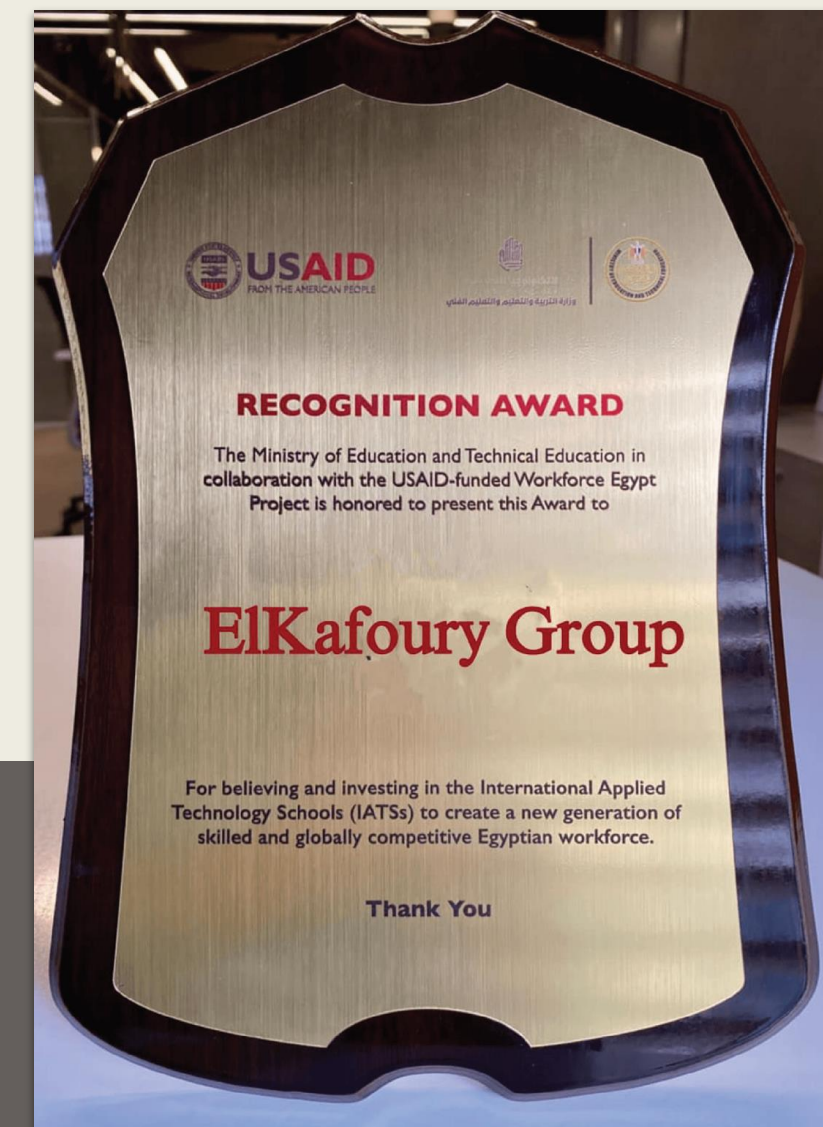 USAID
FROM THE AMERICAN PEOPLE
وزارة التربية والتعليم والتعليم الفني
RECOGNITION AWARD
The Ministry of Education and Technical Education in
collaboration with the USAID-funded Workforce Egypt
Project is honored to present this Award to
ElKafoury Group
For believing and investing in the International Applied
Technology Schools (IATSs) to create a new generation of
skilled and globally competitive Egyptian workforce.
Thank You